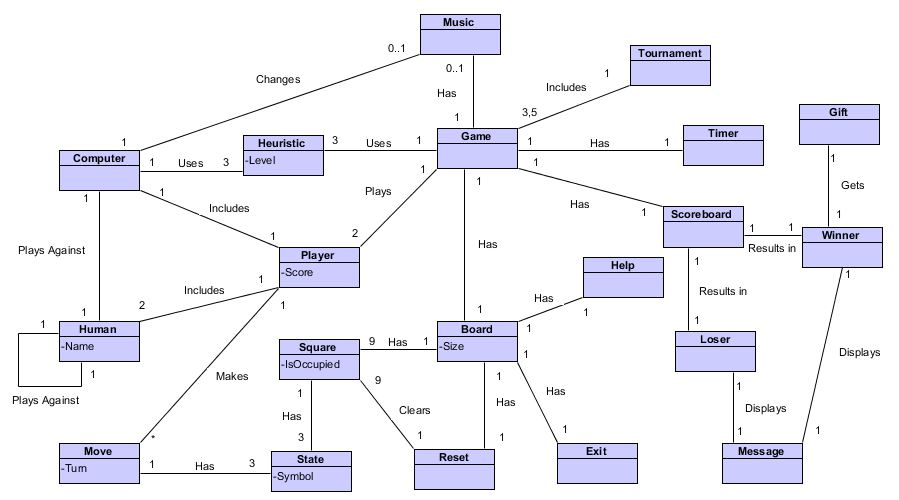 Music
0..1
Tournament
Changes
0..1
1
Has
Includes
3,5
Gift
1
Game
Timer
1
Heuristic
3
Uses
1
1
Has
1
Computer
1
Uses
3
-Level
1
1
1
1
Gets
Plays
1
Includes
Has
1
1
Scoreboard
2
1
1
Winner
Plays Against
1
Has
1
Results in
Player
-Score
Help
1
1
Includes
1
Results in
2
1
Has
1
1
1
1
1
Human
-Name
Board
-Size
1
Square
-IsOccupied
9
Has
1
Loser
1
Displays
Makes
9
1
1
Has
Plays Against
1
Has
Clears
Has
1
Displays
*
3
1
1
1
1
1
Move
-Turn
1
Has
3
State
-Symbol
Reset
Exit
Message